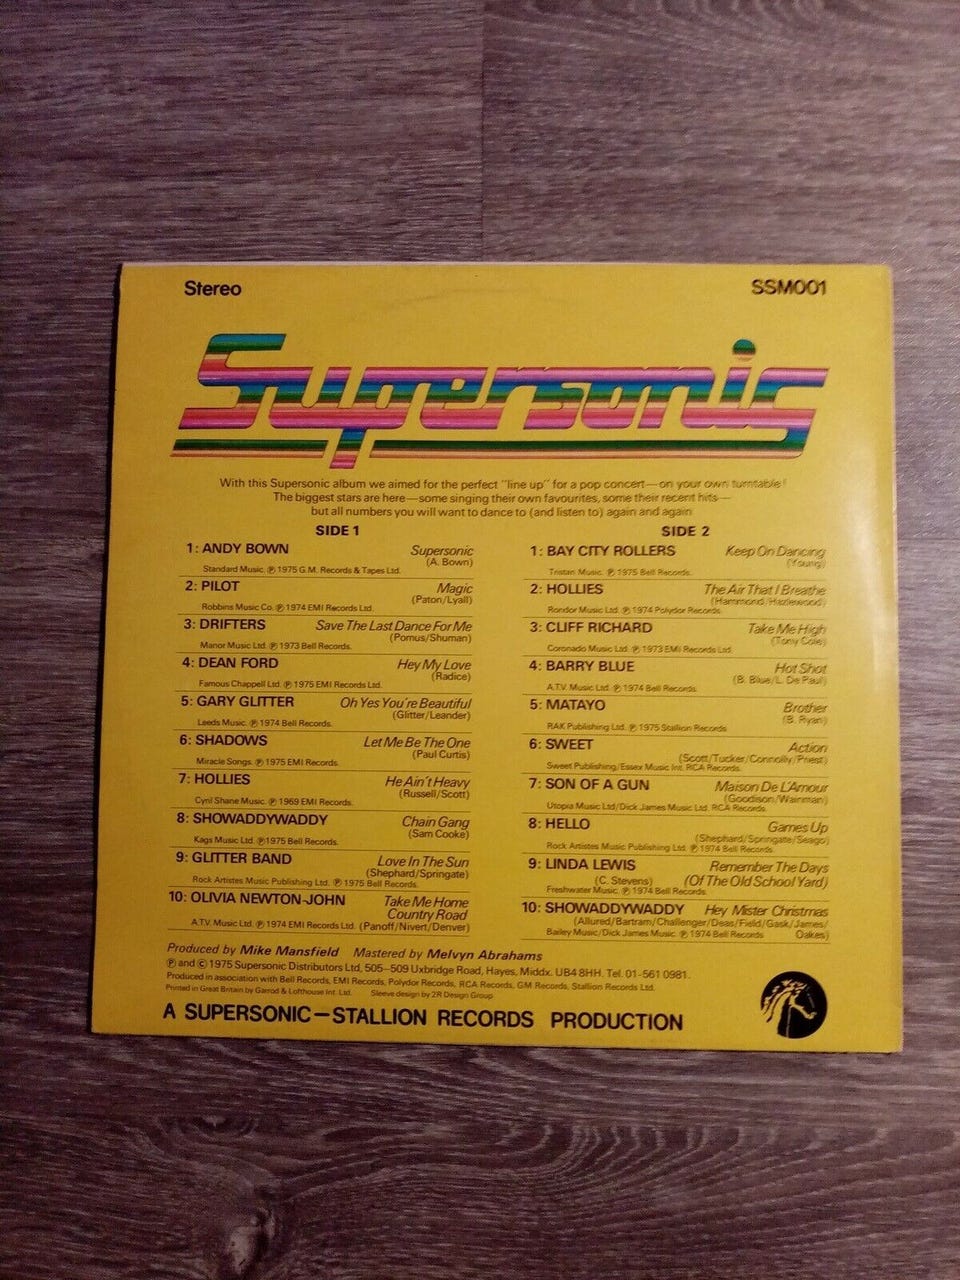 Stereo SSM001
Supersonic
With this Supersonic album we aimed for the perfect "line up" for a pop concert—on your own turntable!
The biggest stars are here—some singing their own favourites, some their recent hits—
but all numbers you will want to dance to (and listen to) again and again
SIDE 1
1: ANDY BOWN Supersonic
(A. Bown)
Standard Music. ℗ 1975 G.M. Records & Tapes Ltd.
2: PILOT Magic
(Paton/Lyall)
Robbins Music Co. ℗ 1974 EMI Records Ltd.
3: DRIFTERS Save The Last Dance For Me
(Pomus/Shuman)
Manor Music Ltd. ℗ 1973 Bell Records.
4: DEAN FORD Hey My Love
(Radice)
Famous Chappell Ltd. ℗ 1975 EMI Records Ltd.
5: GARY GLITTER Oh Yes You're Beautiful
(Glitter/Leander)
Leeds Music. ℗ 1974 Bell Records.
6: SHADOWS Let Me Be The One
(Paul Curtis)
Miracle Songs. ℗ 1975 EMI Records.
7: HOLLIES He Ain't Heavy
(Russell/Scott)
Cyril Shane Music. ℗ 1969 EMI Records.
8: SHOWADDYWADDY Chain Gang
(Sam Cooke)
Kags Music Ltd. ℗ 1975 Bell Records.
9: GLITTER BAND Love In The Sun
(Shephard/Springate)
Rock Artistes Music Publishing Ltd. ℗ 1975 Bell Records.
10: OLIVIA NEWTON-JOHN Take Me Home
Country Road
A.T.V. Music Ltd. ℗ 1974 EMI Records Ltd. (Panoff/Nivert/Denver)
SIDE 2
1: BAY CITY ROLLERS Keep On Dancing
(Young)
Tristan Music. ℗ 1975 Bell Records.
2: HOLLIES The Air That I Breathe
(Hammond/Hazlewood)
Rondor Music Ltd. ℗ 1974 Polydor Records.
3: CLIFF RICHARD Take Me High
(Tony Cole)
Coronado Music Ltd. ℗ 1973 EMI Records Ltd.
4: BARRY BLUE Hot Shot
(B. Blue/L. De Paul)
A.T.V. Music Ltd. ℗ 1974 Bell Records.
5: MATAYO Brother
(B. Ryan)
RAK Publishing Ltd. ℗ 1975 Stallion Records.
6: SWEET Action
(Scott/Tucker/Connolly/Priest)
Sweet Publishing/Essex Music Int. RCA Records.
7: SON OF A GUN Maison De L'Amour
(Goodison/Wainman)
Utopia Music Ltd/Dick James Music Ltd. RCA Records.
8: HELLO Games Up
(Shephard/Springate/Seago)
Rock Artistes Music Publishing Ltd. ℗ 1974 Bell Records.
9: LINDA LEWIS Remember The Days
(C. Stevens) (Of The Old School Yard)
Freshwater Music. ℗ 1974 Bell Records.
10: SHOWADDYWADDY Hey Mister Christmas
(Allured/Bartram/Challenger/Deas/Field/Gask/James/
Bailey Music/Dick James Music. ℗ 1974 Bell Records Oakes)
Produced by Mike Mansfield Mastered by Melvyn Abrahams
℗ and © 1975 Supersonic Distributors Ltd, 505–509 Uxbridge Road, Hayes, Middx. UB4 8HH. Tel. 01-561 0981.
Produced in association with Bell Records, EMI Records, Polydor Records, RCA Records, GM Records, Stallion Records Ltd.
Printed in Great Britain by Garrod & Lofthouse Int. Ltd. Sleeve design by 2R Design Group
A SUPERSONIC—STALLION RECORDS PRODUCTION